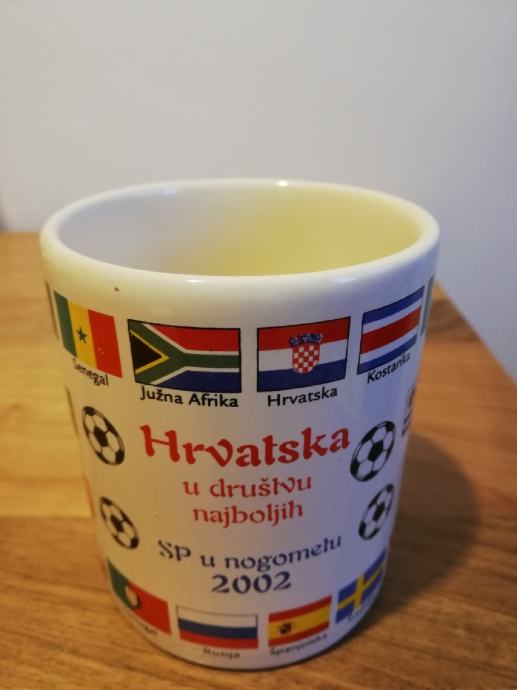 Senegal
Južna Afrika
Hrvatska
Kostarika
Hrvatska
u društvu
najboljih
SP u nogometu
2002
Rusija
Španjolska